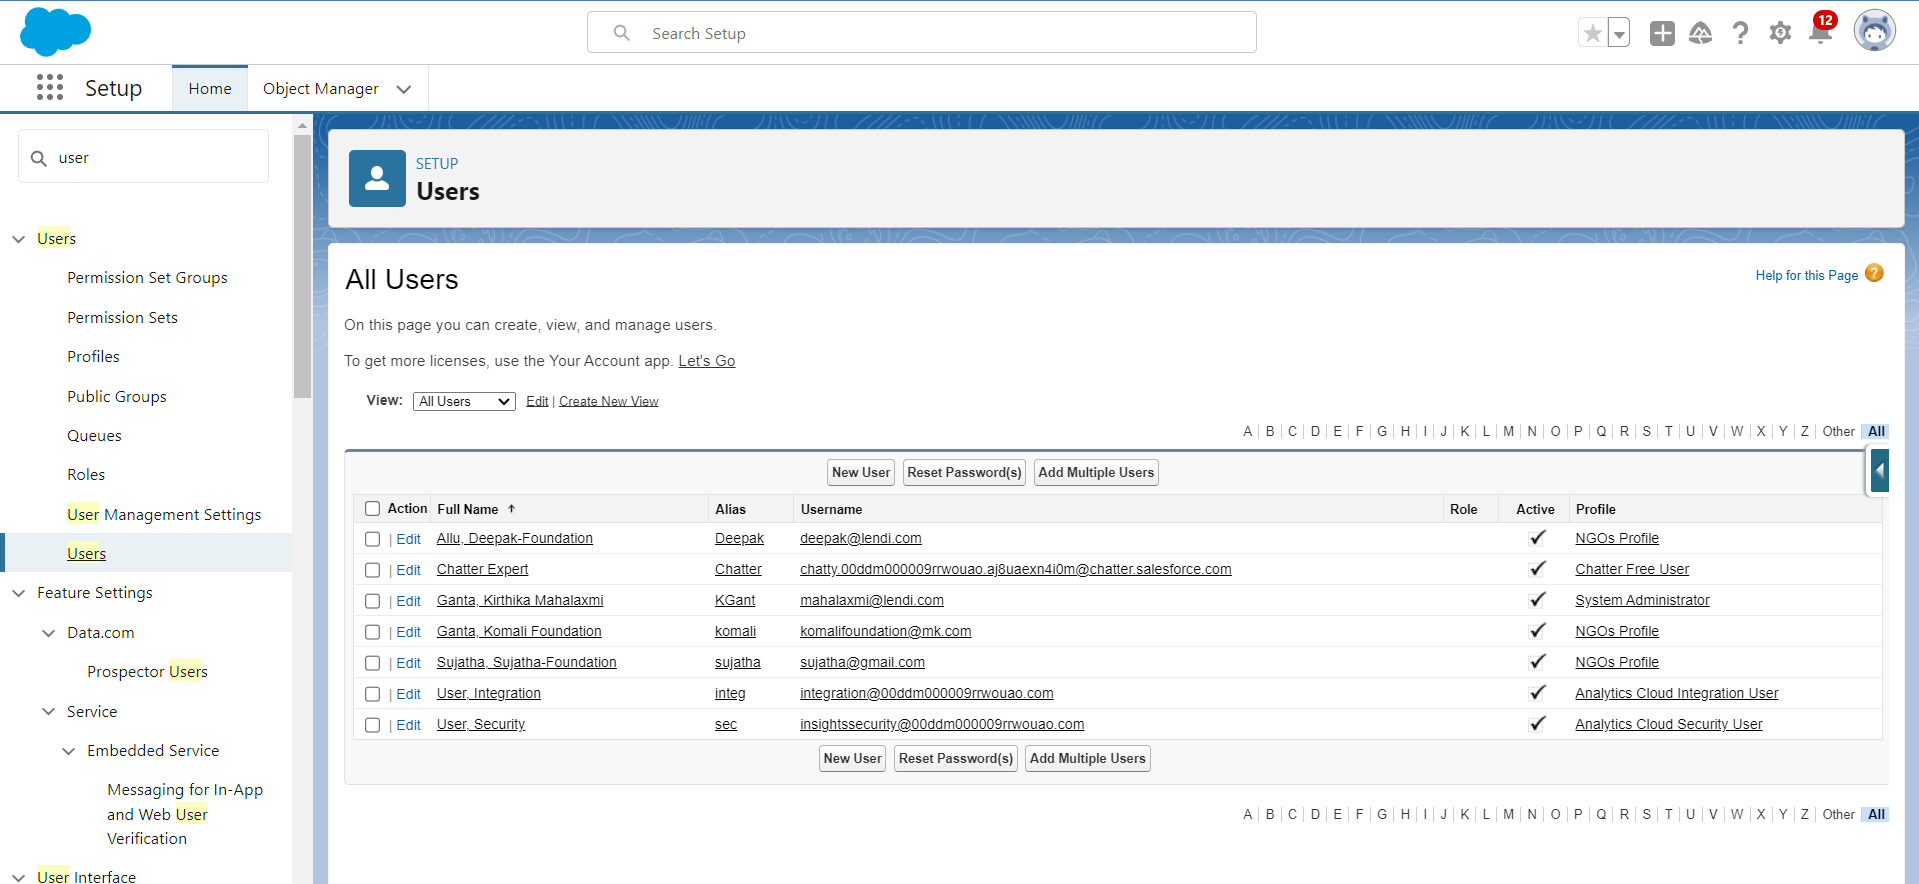 Search Setup
12
Setup
Home
Object Manager
user
Users
Permission Set Groups
Permission Sets
Profiles
Public Groups
Queues
Roles
User Management Settings
Users
Feature Settings
Data.com
Prospector Users
Service
Embedded Service
Messaging for In-App
and Web User
Verification
User Interface
SETUP
Users
All Users
Help for this Page ?
On this page you can create, view, and manage users.
To get more licenses, use the Your Account app. Let's Go
View: All Users Edit | Create New View
A | B | C | D | E | F | G | H | I | J | K | L | M | N | O | P | Q | R | S | T | U | V | W | X | Y | Z | Other | All
New User Reset Password(s) Add Multiple Users
Action Full Name ↑ Alias Username Role Active Profile
| Edit Allu, Deepak-Foundation Deepak deepak@lendi.com ✓ NGOs Profile
| Edit Chatter Expert Chatter chatty.00ddm000009rrwouao.aj8uaexn4i0m@chatter.salesforce.com ✓ Chatter Free User
| Edit Ganta, Kirthika Mahalaxmi KGant mahalaxmi@lendi.com ✓ System Administrator
| Edit Ganta, Komali Foundation komali komalifoundation@mk.com ✓ NGOs Profile
| Edit Sujatha, Sujatha-Foundation sujatha sujatha@gmail.com ✓ NGOs Profile
| Edit User, Integration integ integration@00ddm000009rrwouao.com ✓ Analytics Cloud Integration User
| Edit User, Security sec insightssecurity@00ddm000009rrwouao.com ✓ Analytics Cloud Security User
New User Reset Password(s) Add Multiple Users
A | B | C | D | E | F | G | H | I | J | K | L | M | N | O | P | Q | R | S | T | U | V | W | X | Y | Z | Other | All